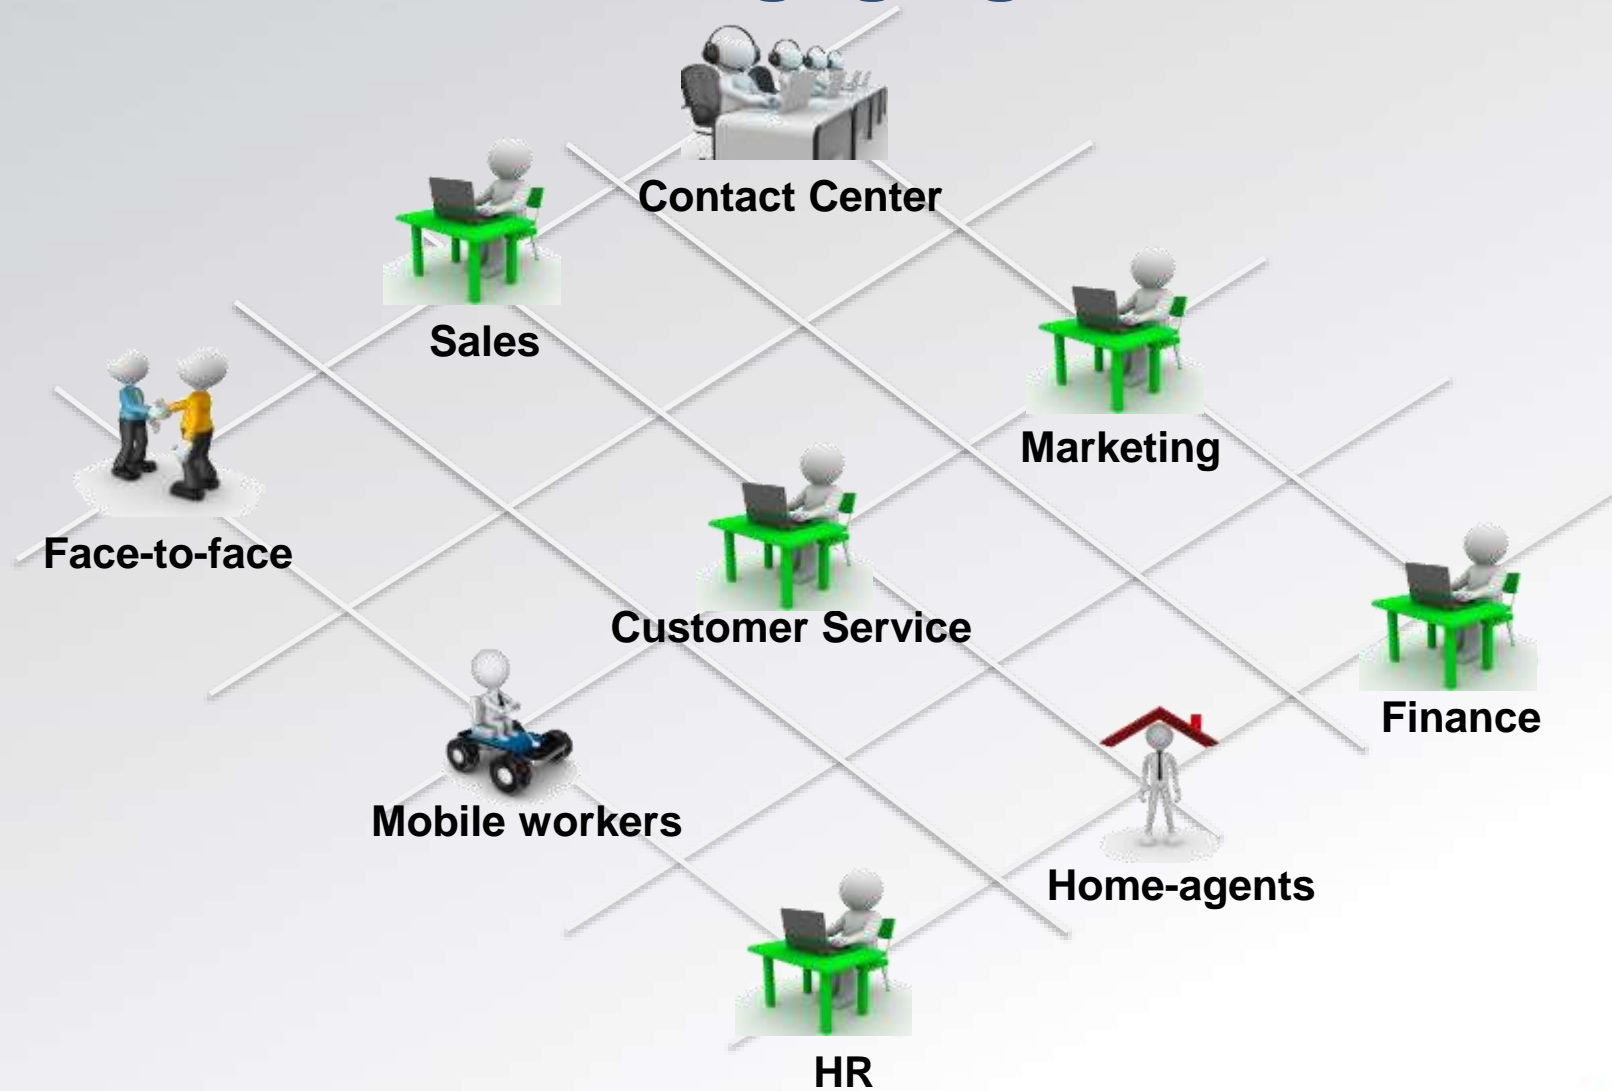 Contact Center
Sales
Marketing
Face-to-face
Customer Service
Finance
Mobile workers
Home-agents
HR